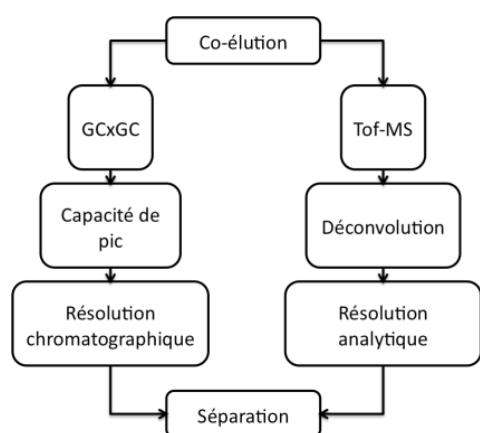 Co-élution
GCxGC
Tof-MS
Capacité de
pic
Déconvolution
Résolution
chromatographique
Résolution
analytique
Séparation